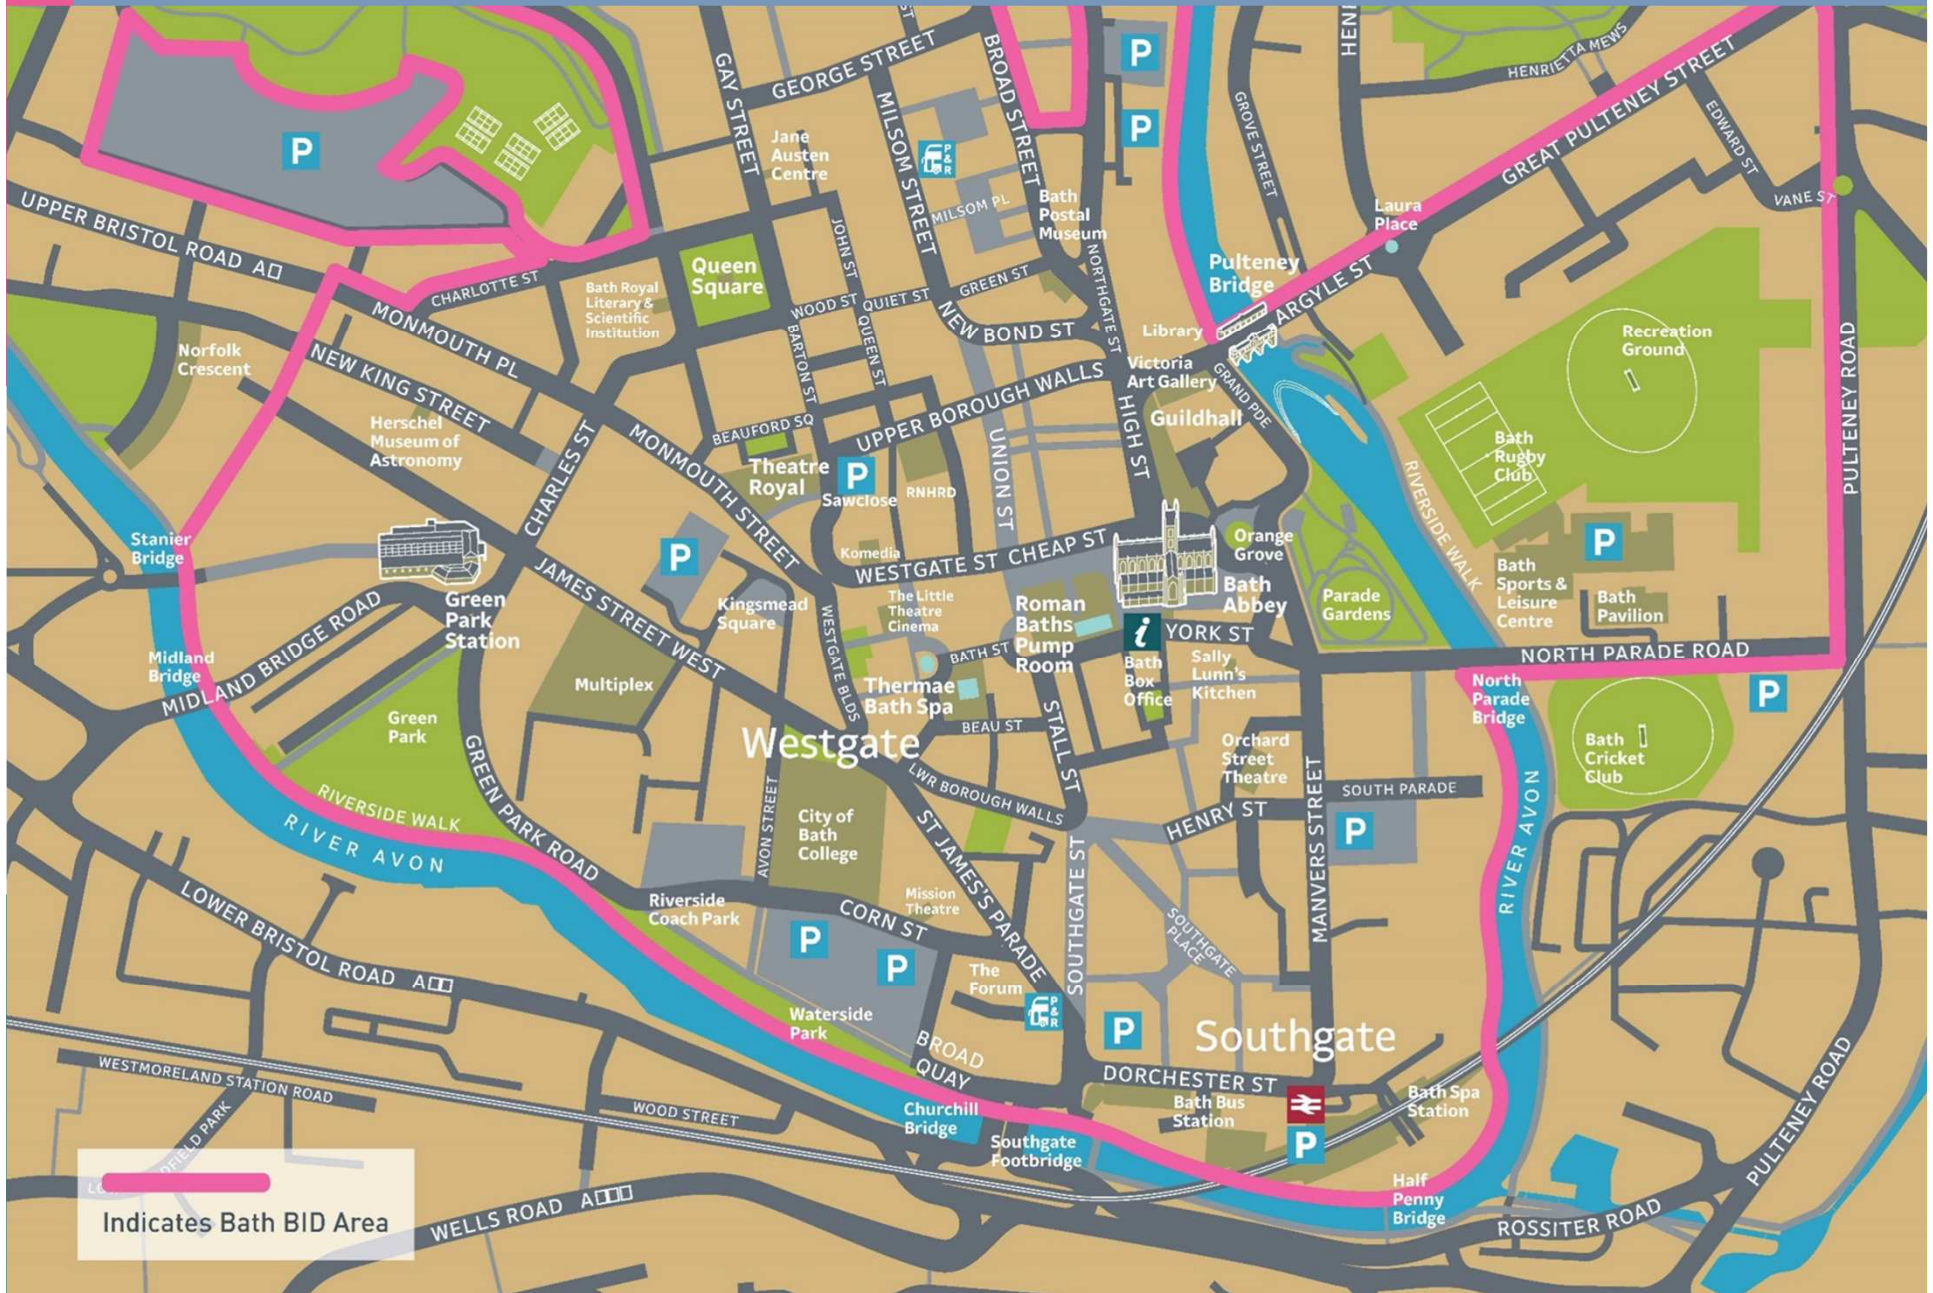 GAY STREET
GEORGE STREET
ST
BROAD STREET
P
P
HEN
GROVE STREET
HENRIETTA MEWS
GREAT PULTENEY STREET
EDWARD ST
VANE ST
P
Jane
Austen
Centre
MILSOM STREET
P
&
R
MILSOM PL
Bath
Postal
Museum
Laura
Place
UPPER BRISTOL ROAD A
CHARLOTTE ST
Bath Royal
Literary &
Scientific
Institution
Queen
Square
JOHN ST
WOOD ST
QUIET ST
GREEN ST
NORTHGATE ST
Pulteney
Bridge
ARGYLE ST
Library
NEW BOND ST
MONMOUTH PL
BARTON ST
QUEEN ST
Norfolk
Crescent
NEW KING STREET
Victoria
Art Gallery
GRAND PDE
Guildhall
HIGH ST
UPPER BOROUGH WALLS
BEAUFORD SQ
Recreation
Ground
PULTENEY ROAD
Herschel
Museum of
Astronomy
CHARLES ST
MONMOUTH STREET
Theatre
Royal
P
Sawclose
RNHRD
UNION ST
Bath
Rugby
Club
RIVERSIDE WALK
Stanier
Bridge
P
Komedia
WESTGATE ST
CHEAP ST
Orange
Grove
P
JAMES STREET WEST
Green
Park
Station
Kingsmead
Square
WESTGATE BLDS
The Little
Theatre
Cinema
Roman
Baths
Pump
Room
Bath
Abbey
Parade
Gardens
Bath
Sports &
Leisure
Centre
Bath
Pavilion
MIDLAND BRIDGE ROAD
Midland
Bridge
Multiplex
BATH ST
i
YORK ST
Bath
Box
Office
Sally
Lunn's
Kitchen
NORTH PARADE ROAD
North
Parade
Bridge
P
Thermae
Bath Spa
BEAU ST
Green
Park
Westgate
STALL ST
Orchard
Street
Theatre
Bath
Cricket
Club
GREEN PARK ROAD
RIVERSIDE WALK
RIVER AVON
AVON STREET
City of
Bath
College
LWR BOROUGH WALLS
ST JAMES'S PARADE
HENRY ST
MANVERS STREET
SOUTH PARADE
P
RIVER AVON
LOWER BRISTOL ROAD A
Riverside
Coach Park
CORN ST
Mission
Theatre
SOUTHGATE ST
SOUTHGATE
PLACE
P
P
The
Forum
P
&
R
P
Southgate
Waterside
Park
BROAD
QUAY
DORCHESTER ST
Bath Bus
Station
P
Bath Spa
Station
PULTENEY ROAD
WESTMORELAND STATION ROAD
WOOD STREET
Churchill
Bridge
Southgate
Footbridge
Half
Penny
Bridge
ROSSITER ROAD
WELLS ROAD A
Indicates Bath BID Area